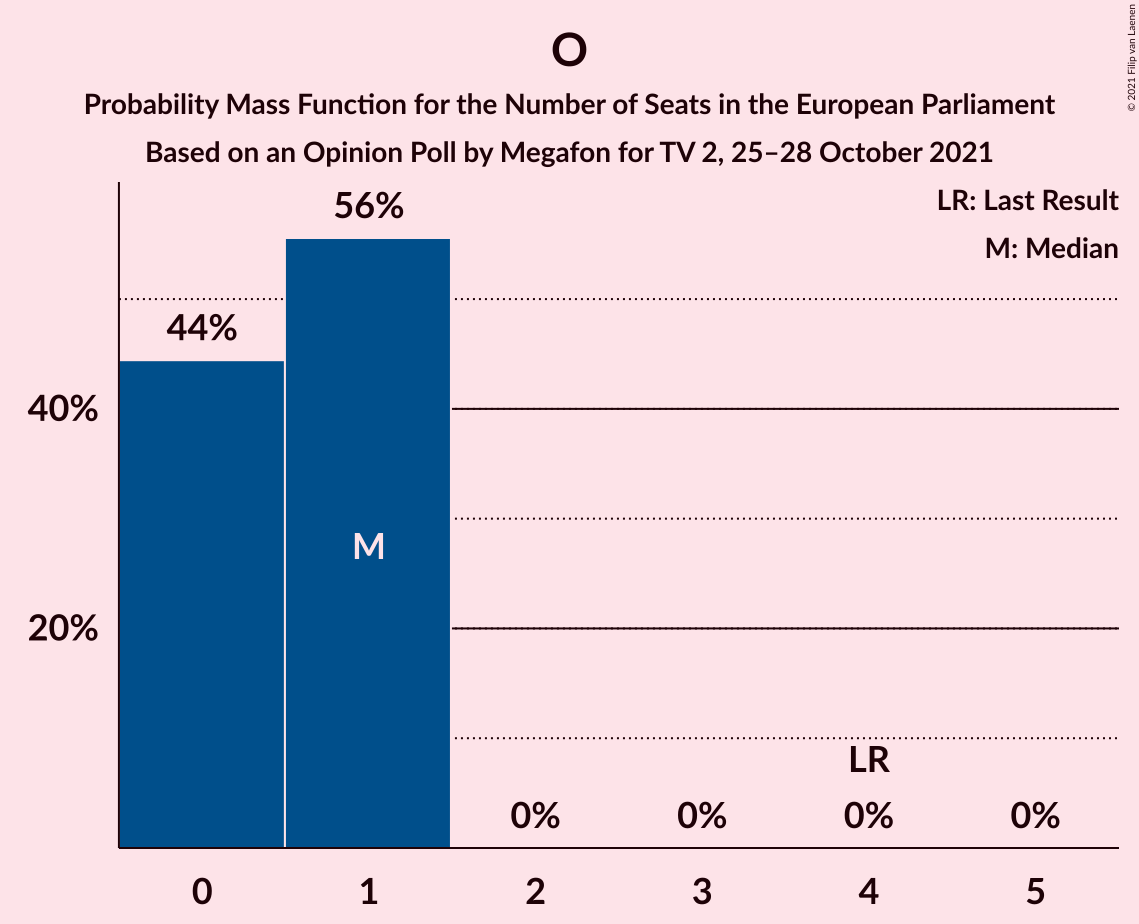 O
Probability Mass Function for the Number of Seats in the European Parliament
Based on an Opinion Poll by Megafon for TV 2, 25–28 October 2021
© 2021 Filip van Laenen
LR: Last Result
M: Median
56%
44%
40%
M
20%
LR
0%
0%
0%
0%
0
1
2
3
4
5